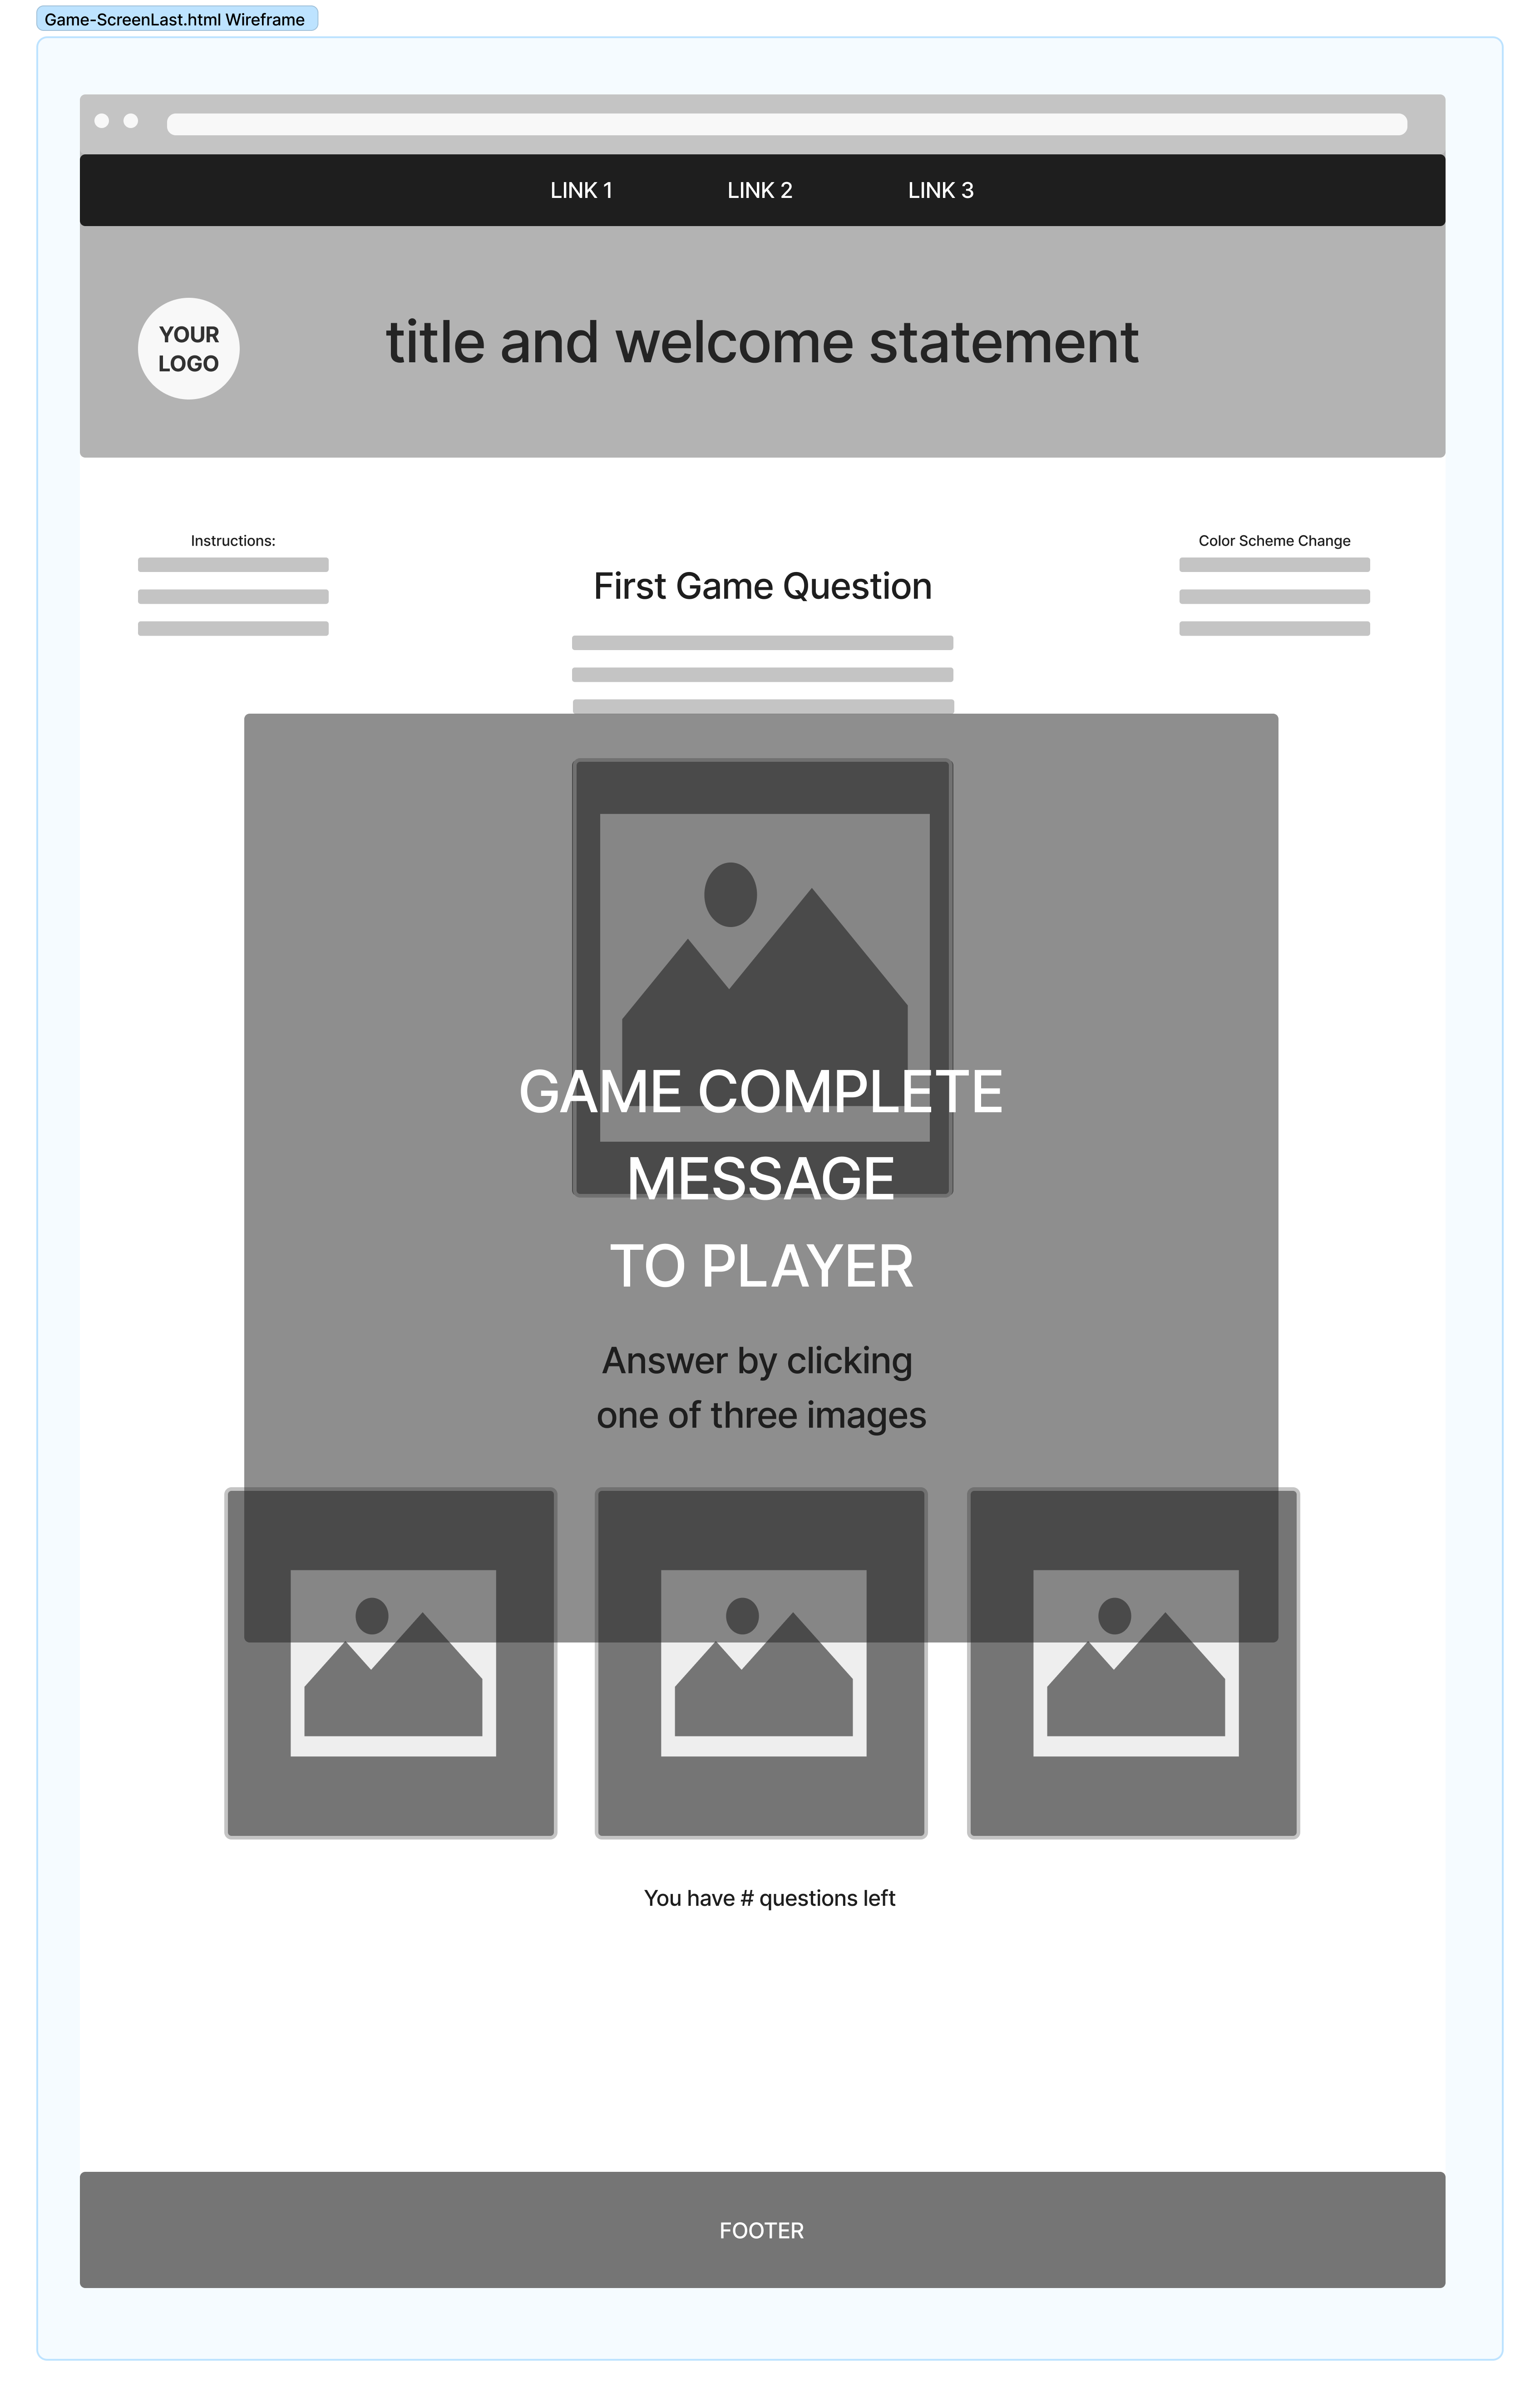 Game-ScreenLast.html Wireframe
LINK 1 LINK 2 LINK 3
YOUR
LOGO
title and welcome statement
Instructions:
First Game Question
Color Scheme Change
GAME COMPLETE
MESSAGE
TO PLAYER
Answer by clicking
one of three images
You have # questions left
FOOTER